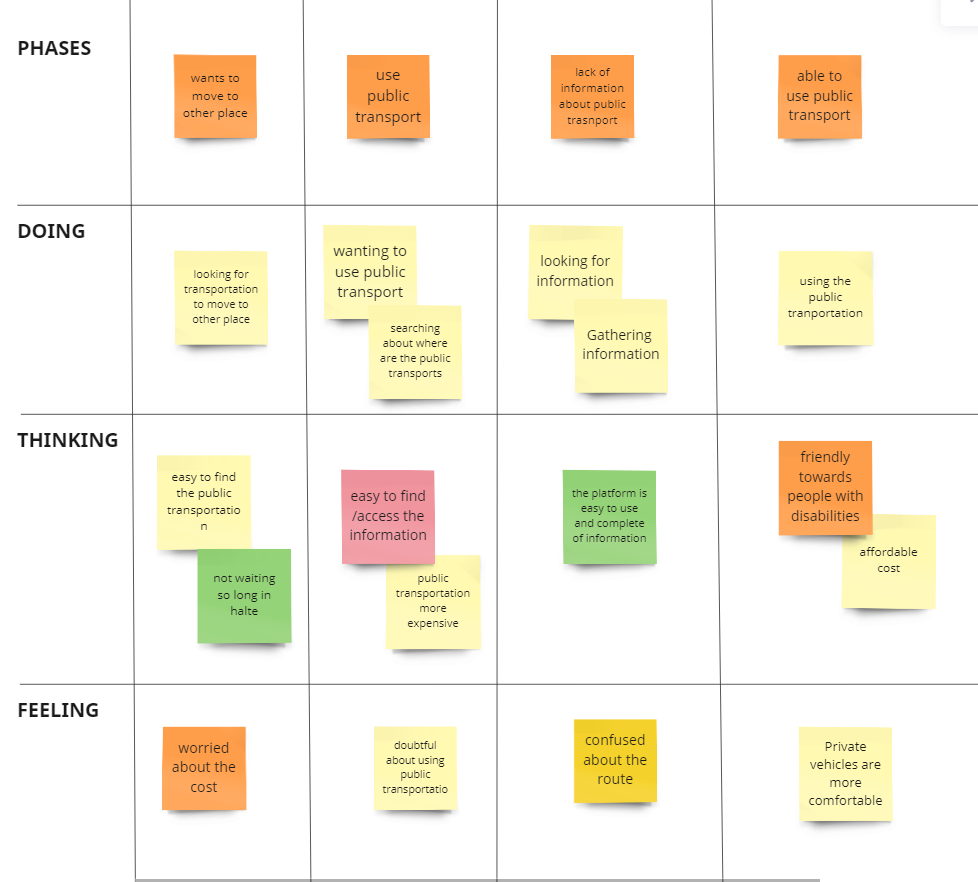 PHASES
wants to
move to
other place
use
public
transport
lack of
information
about public
trasnport
able to
use public
transport
DOING
looking for
transportation
to move to
other place
wanting to
use public
transport
searching
about where
are the public
transports
looking for
information
Gathering
information
using the
public
tranportation
THINKING
easy to find
the public
transportatio
n
not waiting
so long in
halte
easy to find
/access the
information
public
transportation
more
expensive
the platform is
easy to use
and complete
of information
friendly
towards
people with
disabilities
affordable
cost
FEELING
worried
about the
cost
doubtful
about using
public
transportatio
confused
about the
route
Private
vehicles are
more
comfortable